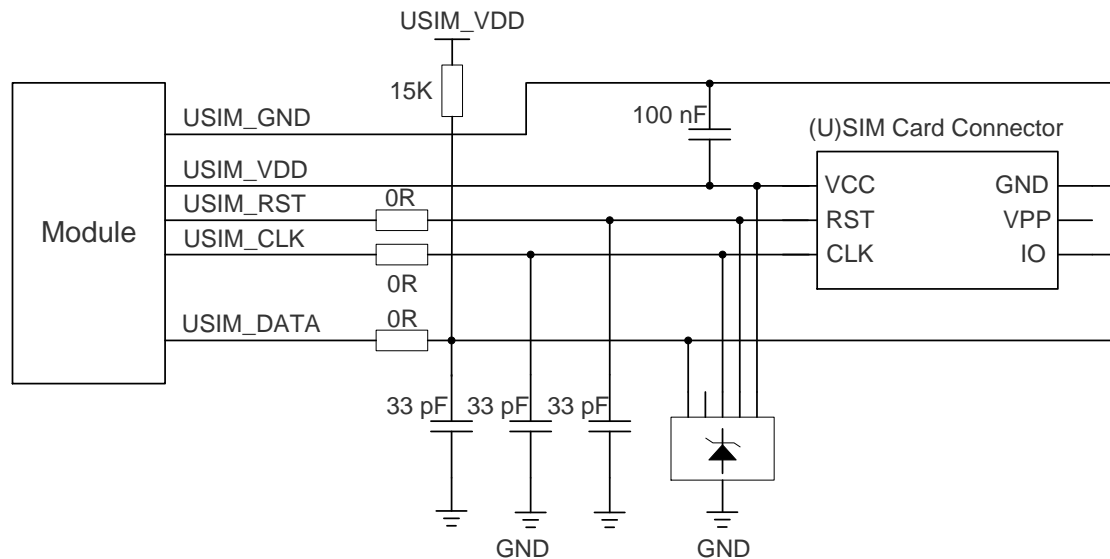 USIM_VDD
15K
USIM_GND
100 nF
(U)SIM Card Connector
USIM_VDD
VCC
GND
USIM_RST
0R
RST
VPP
Module
USIM_CLK
CLK
IO
0R
USIM_DATA
0R
33 pF
33 pF
33 pF
GND
GND